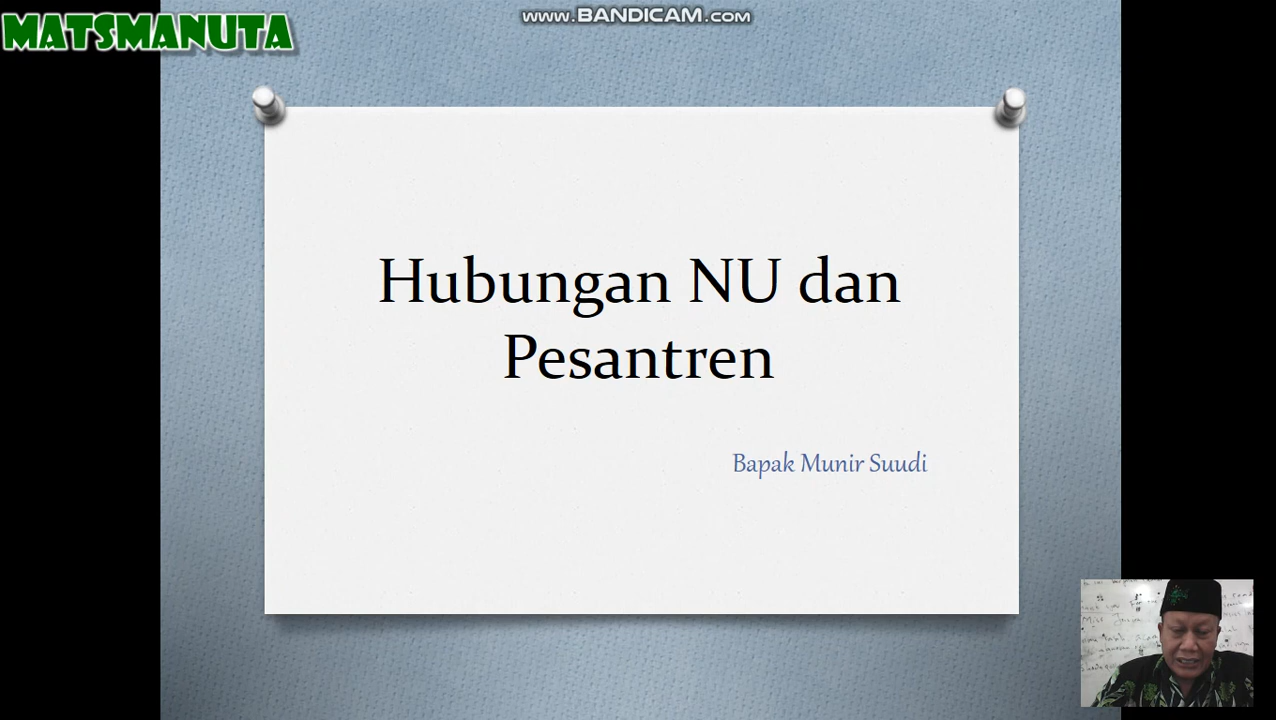 MATSMANUTA
WWW.BANDICAM.COM
Hubungan NU dan
Pesantren
Bapak Munir Suudi